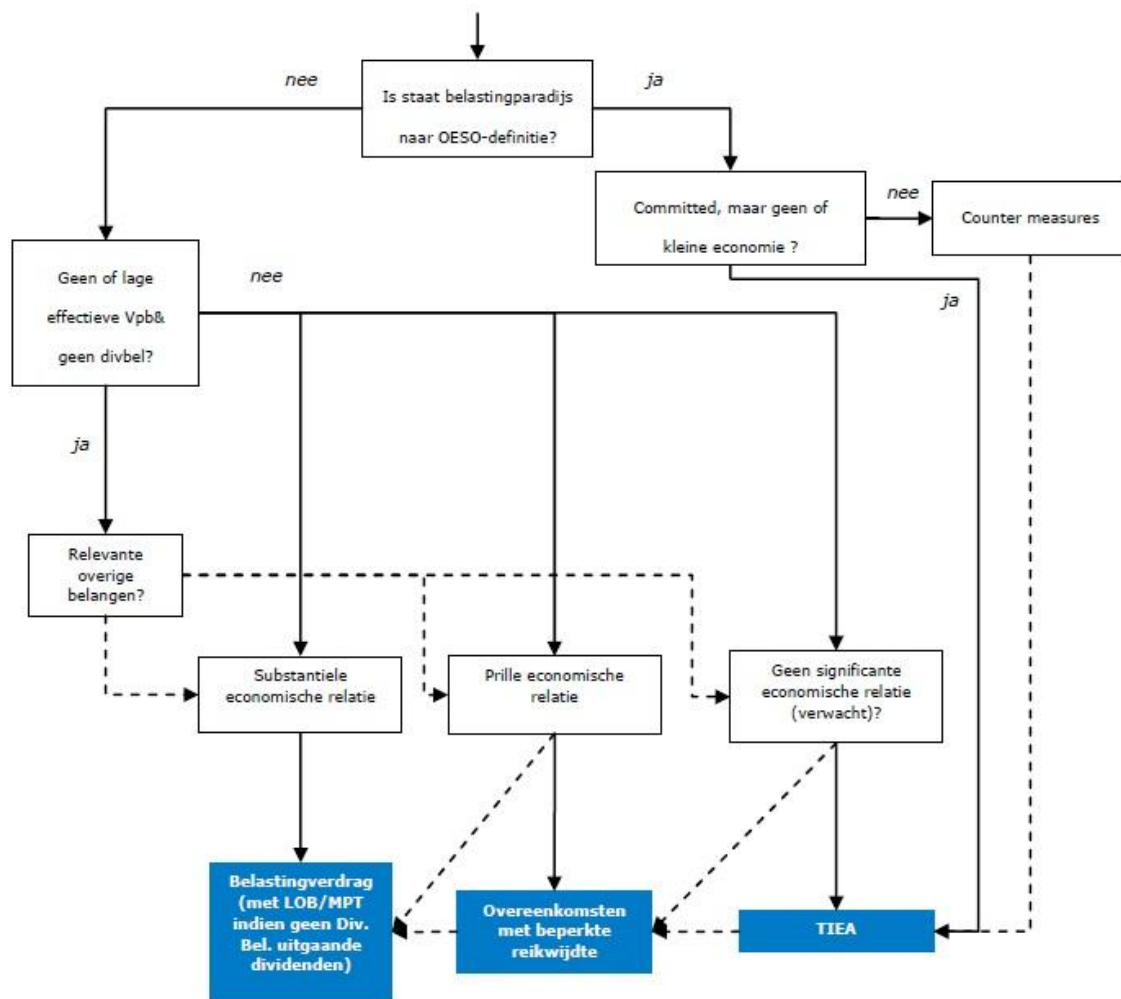 nee
ja
Is staat belastingparadijs
naar OESO-definitie?
nee
Committed, maar geen of
kleine economie ?
Counter measures
Geen of lage
effectieve Vpb&
geen divbel?
nee
ja
ja
Relevante
overige
belangen?
Substantiele
economische relatie
Prille economische
relatie
Geen significante
economische relatie
(verwacht)?
Belastingverdrag
(met LOB/MPT
indien geen Div.
Bel. uitgaande
dividenden)
Overeenkomsten
met beperkte
reikwijdte
TIEA